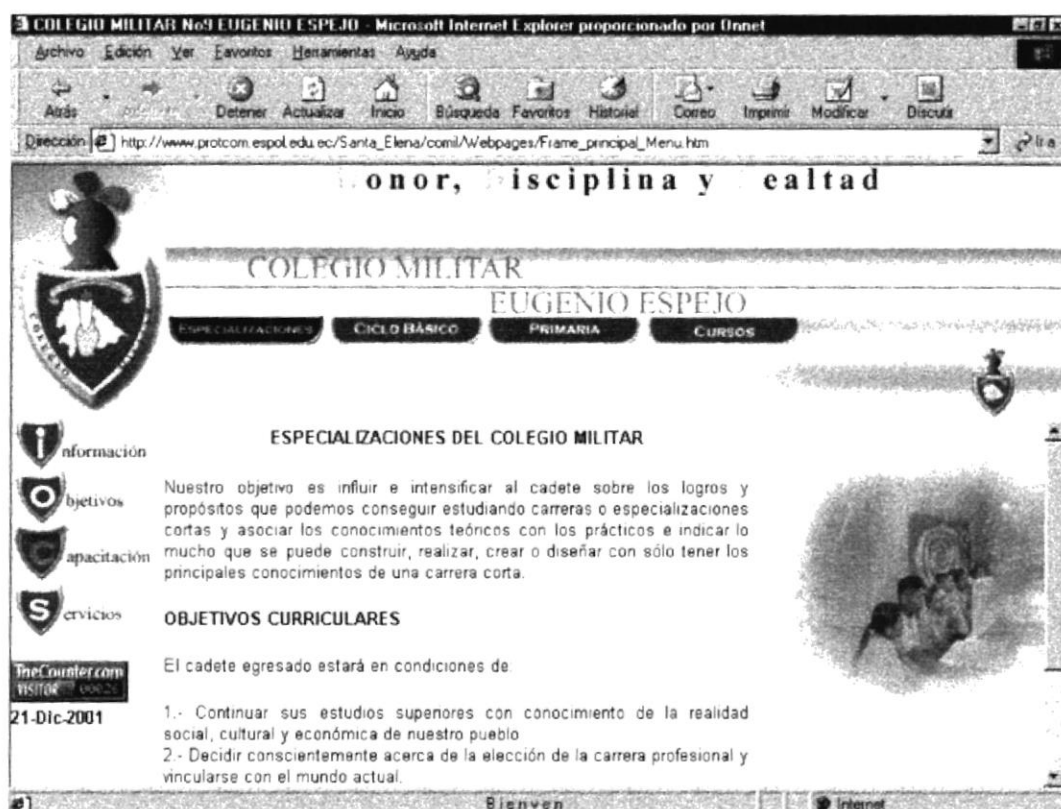 COLEGIO MILITAR No9 EUGENIO ESPEJO - Microsoft Internet Explorer proporcionado por Onnet
Archivo Edición Ver Favoritos Herramientas Ayuda
Atrás Detener Actualizar Inicio Búsqueda Favoritos Historial Correo Imprimir Modificar Discutir
Dirección http://www.protcom.espol.edu.ec/Santa_Elena/comil/Webpages/Frame_principal_Menu.htm Ir a
onor, isciplina y ealtad
COLEGIO MILITAR
EUGENIO ESPEJO
ESPECIALIZACIONES CICLO BÁSICO PRIMARIA CURSOS
COLEGIO
ESPECIALIZACIONES DEL COLEGIO MILITAR
información
Objetivos
apacitación
Servicios
Nuestro objetivo es influir e intensificar al cadete sobre los logros y
propósitos que podemos conseguir estudiando carreras o especializaciones
cortas y asociar los conocimientos teóricos con los prácticos e indicar lo
mucho que se puede construir, realizar, crear o diseñar con sólo tener los
principales conocimientos de una carrera corta.
OBJETIVOS CURRICULARES
El cadete egresado estará en condiciones de:
1.- Continuar sus estudios superiores con conocimiento de la realidad
social, cultural y económica de nuestro pueblo
2.- Decidir conscientemente acerca de la elección de la carrera profesional y
vincularse con el mundo actual.
TheCounter.com
VISITOR
21-Dic-2001
Bienven
Internet